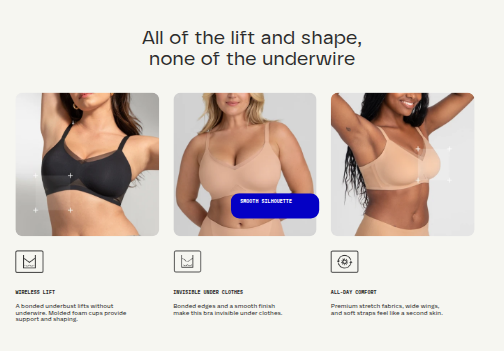 All of the lift and shape,
none of the underwire
SMOOTH SILHOUETTE
WIRELESS LIFT
A bonded underbust lifts without
underwire. Molded foam cups provide
support and shaping.
INVISIBLE UNDER CLOTHES
Bonded edges and a smooth finish
make this bra invisible under clothes.
ALL-DAY COMFORT
Premium stretch fabrics, wide wings,
and soft straps feel like a second skin.